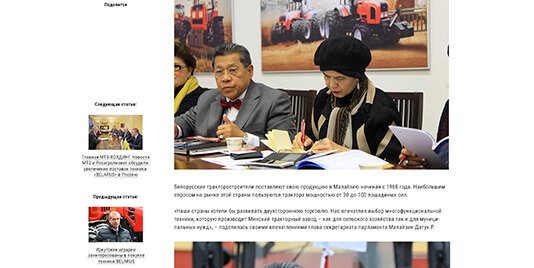 Поделится
Следующая статья:
Главная МТЗ-ХОЛДИНГ Новости
МТЗ и Росагролизинг обсудили
увеличение поставок техники
«BELARUS» в Россию
Предыдущая статья:
Иркутские аграрии
заинтересованы в покупке
техники BELARUS
Белорусские тракторостроители поставляют свою продукцию в Малайзию начиная с 1968 года. Наибольшим
спросом на рынке этой страны пользуются трактора мощностью от 30 до 100 лошадиных сил.
«Наши страны хотели бы развивать двухстороннюю торговлю. Нас впечатлил выбор многофункциональной
техники, которую производит Минский тракторный завод – как для сельского хозяйства так и для муници-
пальных нужд», – поделилась своими впечатлениями глава секретариата парламента Малайзии Датук Р.